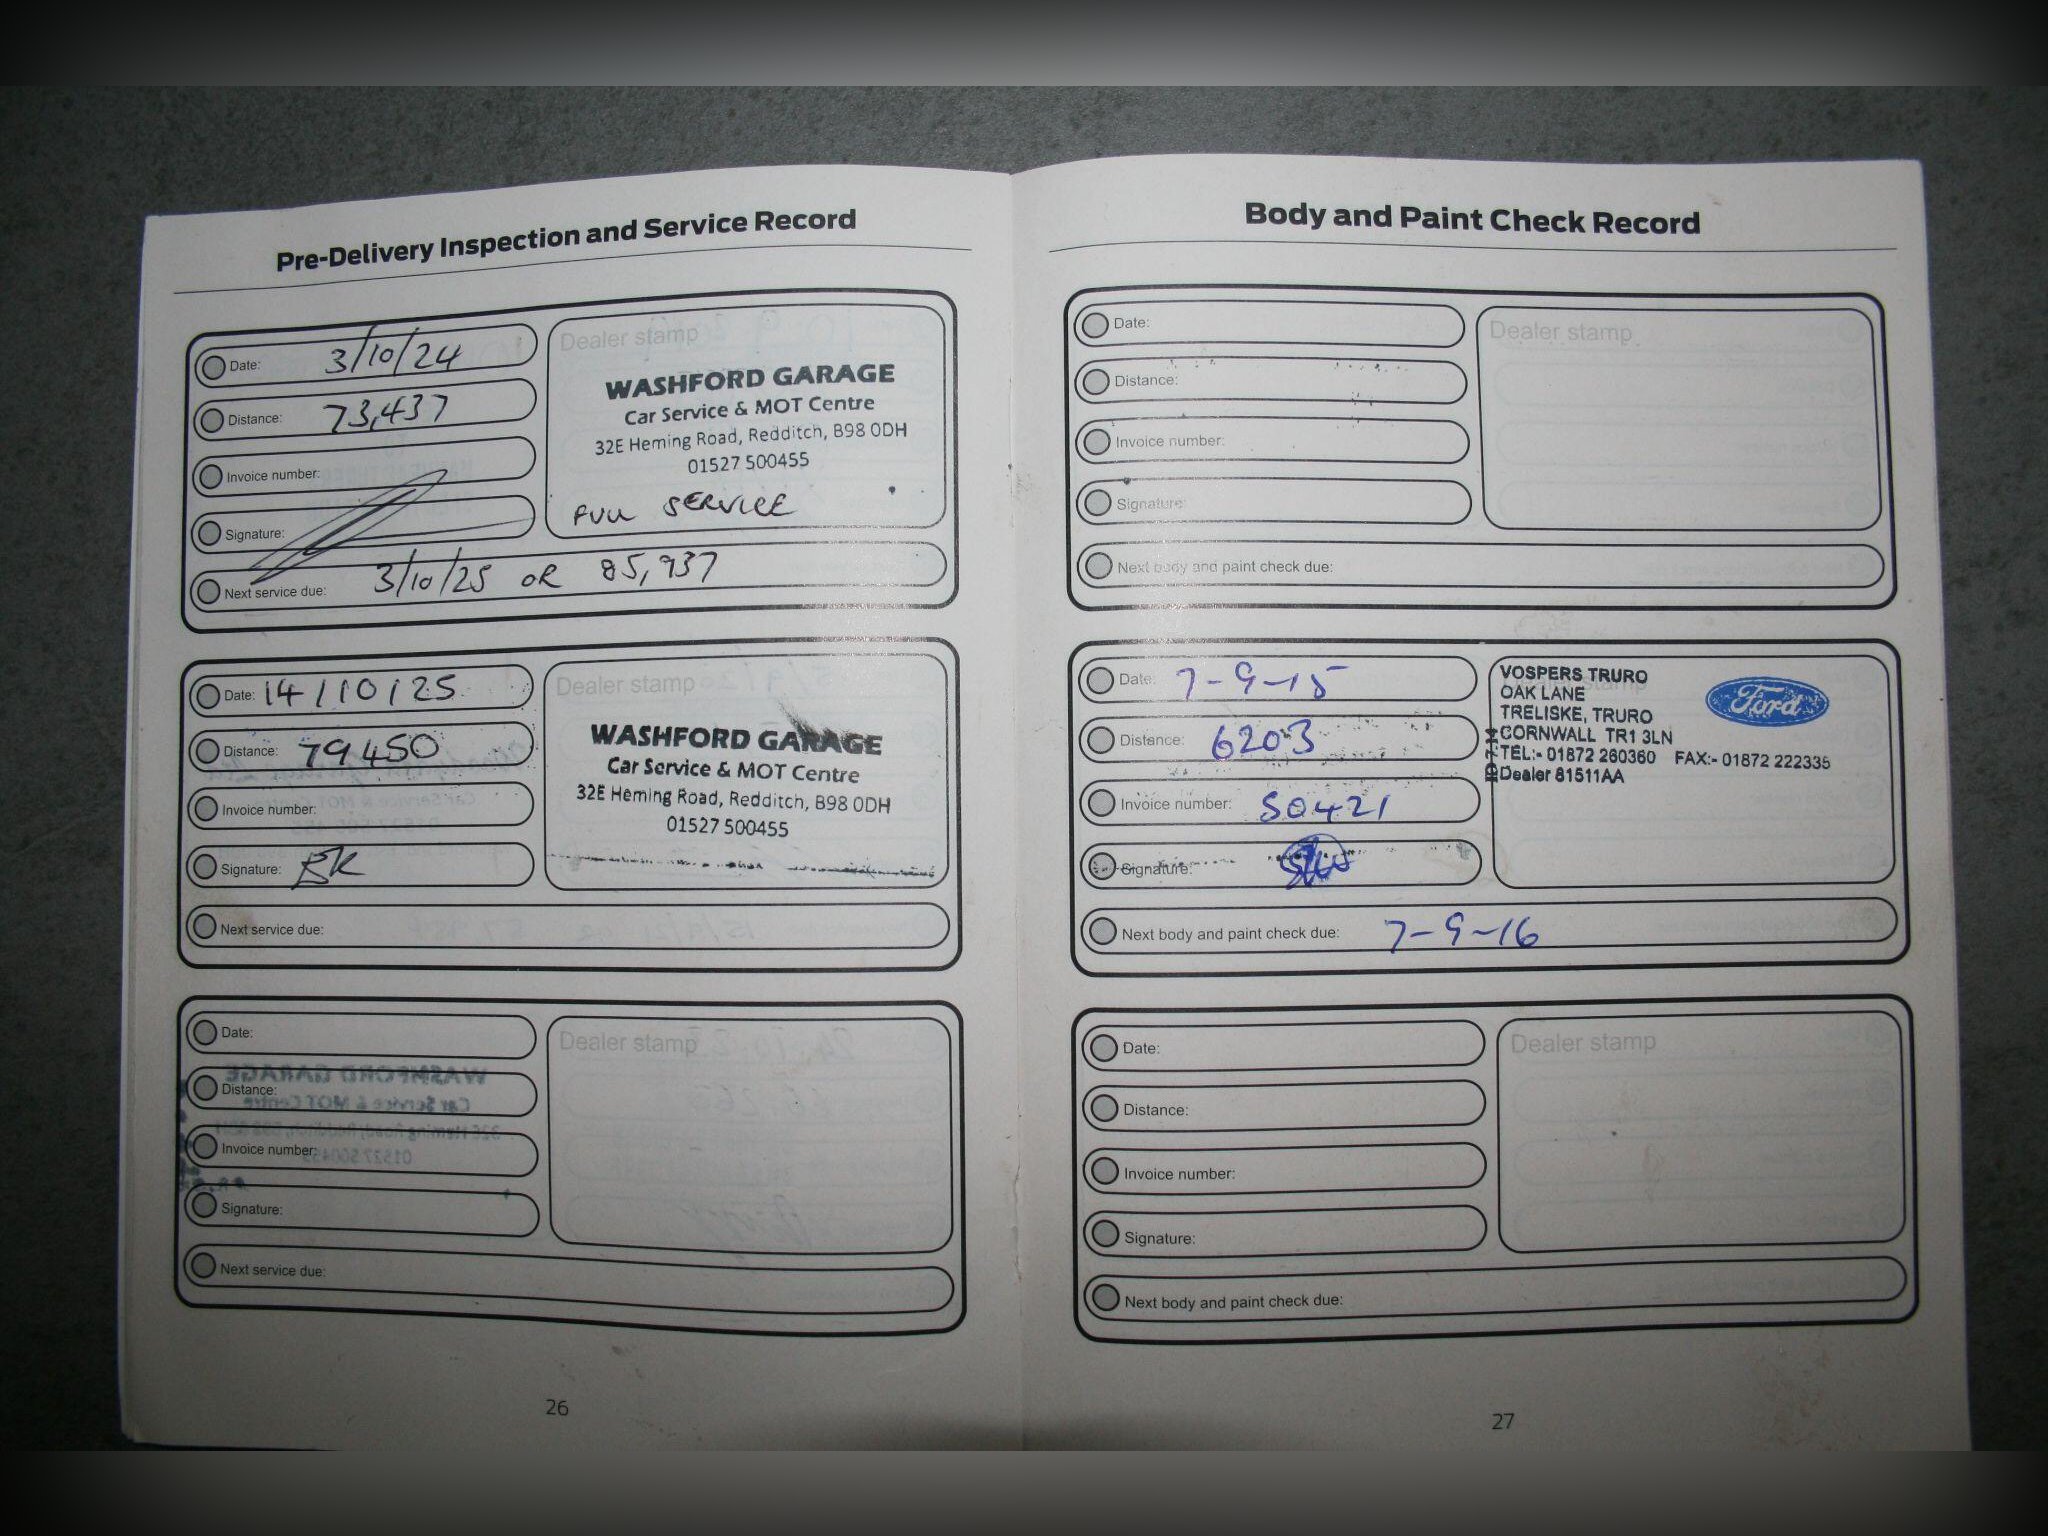 Pre-Delivery Inspection and Service Record
Date: 3/10/24
Distance: 73,437
Invoice number:
Signature:
Next service due: 3/10/25 OR 85,937
Dealer stamp
WASHFORD GARAGE
Car Service & MOT Centre
32E Heming Road, Redditch, B98 0DH
01527 500455
FULL SERVICE
Date: 14/10/25
Distance: 79450
Invoice number:
Signature:
Next service due:
Dealer stamp
WASHFORD GARAGE
Car Service & MOT Centre
32E Heming Road, Redditch, B98 0DH
01527 500455
Date:
Distance:
Invoice number:
Signature:
Next service due:
Dealer stamp
26
Body and Paint Check Record
Date:
Distance:
Invoice number:
Signature:
Next body and paint check due:
Dealer stamp
Date: 7-9-15
Distance: 6203
Invoice number: 50421
Signature:
Next body and paint check due: 7-9-16
VOSPERS TRURO
OAK LANE
TRELISKE, TRURO
CORNWALL TR1 3LN
TEL:- 01872 260360 FAX:- 01872 222335
Dealer 81511AA
Ford
Date:
Distance:
Invoice number:
Signature:
Next body and paint check due:
Dealer stamp
27